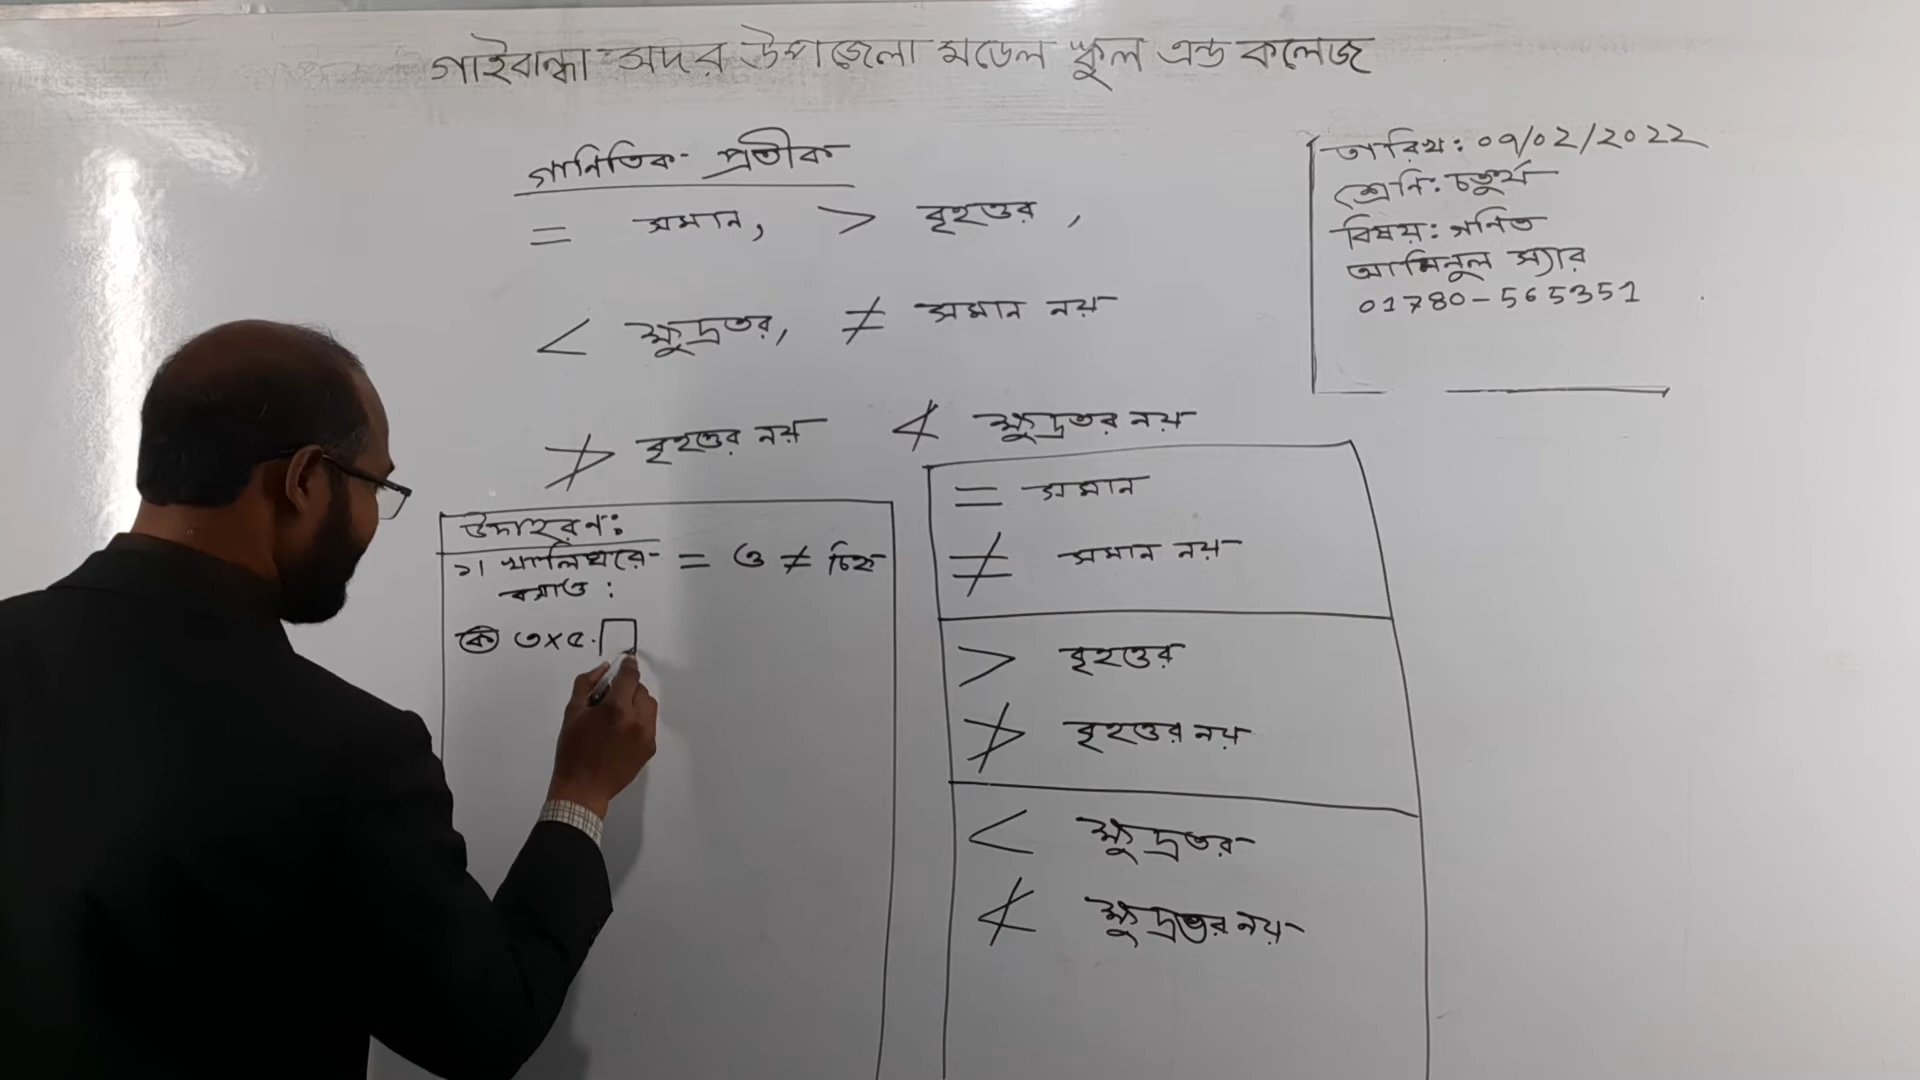 গাইবান্ধা সদর উপজেলা মডেল স্কুল এন্ড কলেজ
গানিতিক প্রতীক
= সমান, > বৃহত্তর,
< ক্ষুদ্রতর, ≠ সমান নয়
≯ বৃহত্তর নয় ≮ ক্ষুদ্রতর নয়
তারিখ: ০৭/০2/2022
শ্রেনি: চতুর্থ
বিষয়: গনিত
আমিনুল স্যার
01780-565351
উদাহরণ:
১। খালিঘরে = ও ≠ চিহ্ন
বসাও:
ক ৩×৫
= সমান
≠ সমান নয়
> বৃহত্তর
≯ বৃহত্তর নয়
< ক্ষুদ্রতর
≮ ক্ষুদ্রতর নয়